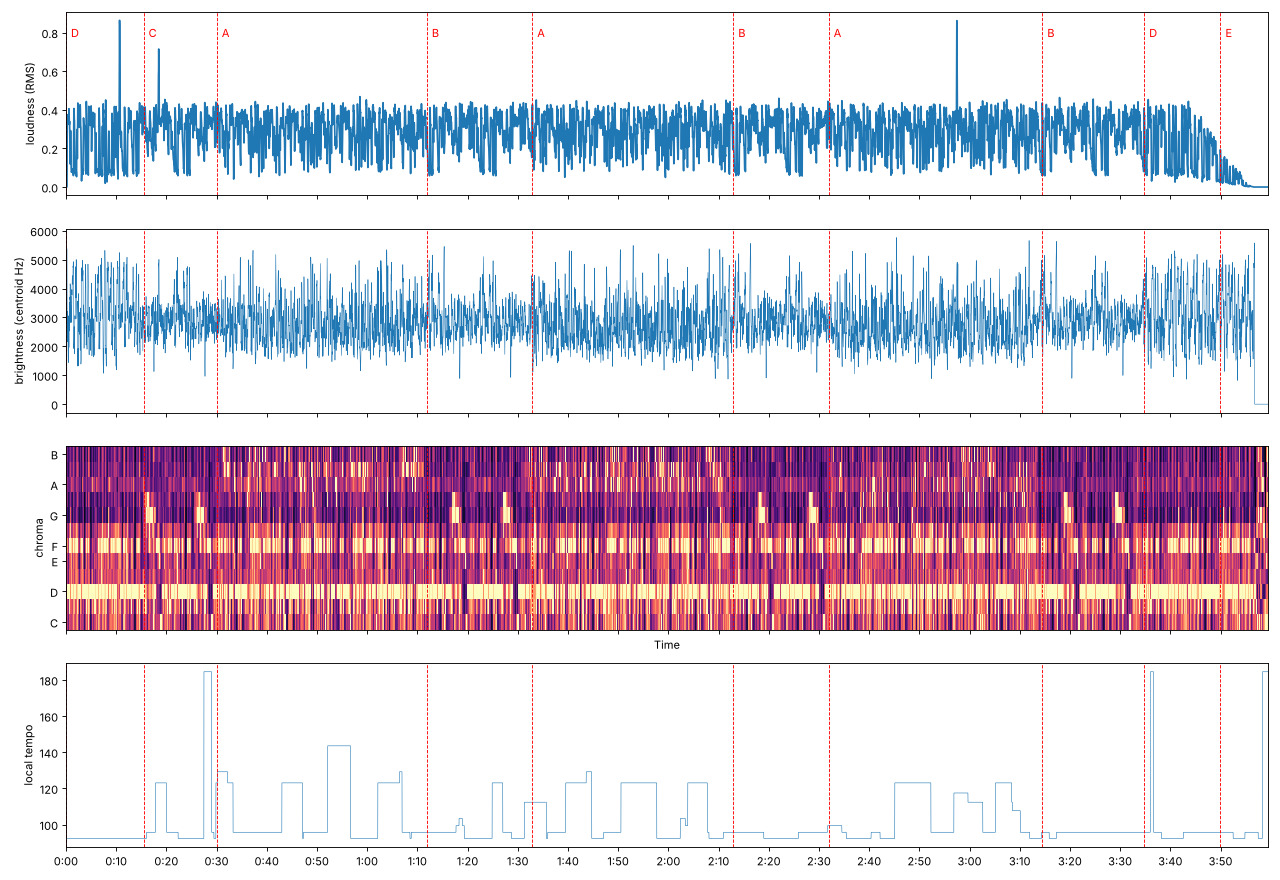 D C A B A B A B D E
loudness (RMS)
0.8
0.6
0.4
0.2
0.0
brightness (centroid Hz)
6000
5000
4000
3000
2000
1000
0
chroma
B
A
G
F
E
D
C
Time
local tempo
180
160
140
120
100
0:00 0:10 0:20 0:30 0:40 0:50 1:00 1:10 1:20 1:30 1:40 1:50 2:00 2:10 2:20 2:30 2:40 2:50 3:00 3:10 3:20 3:30 3:40 3:50